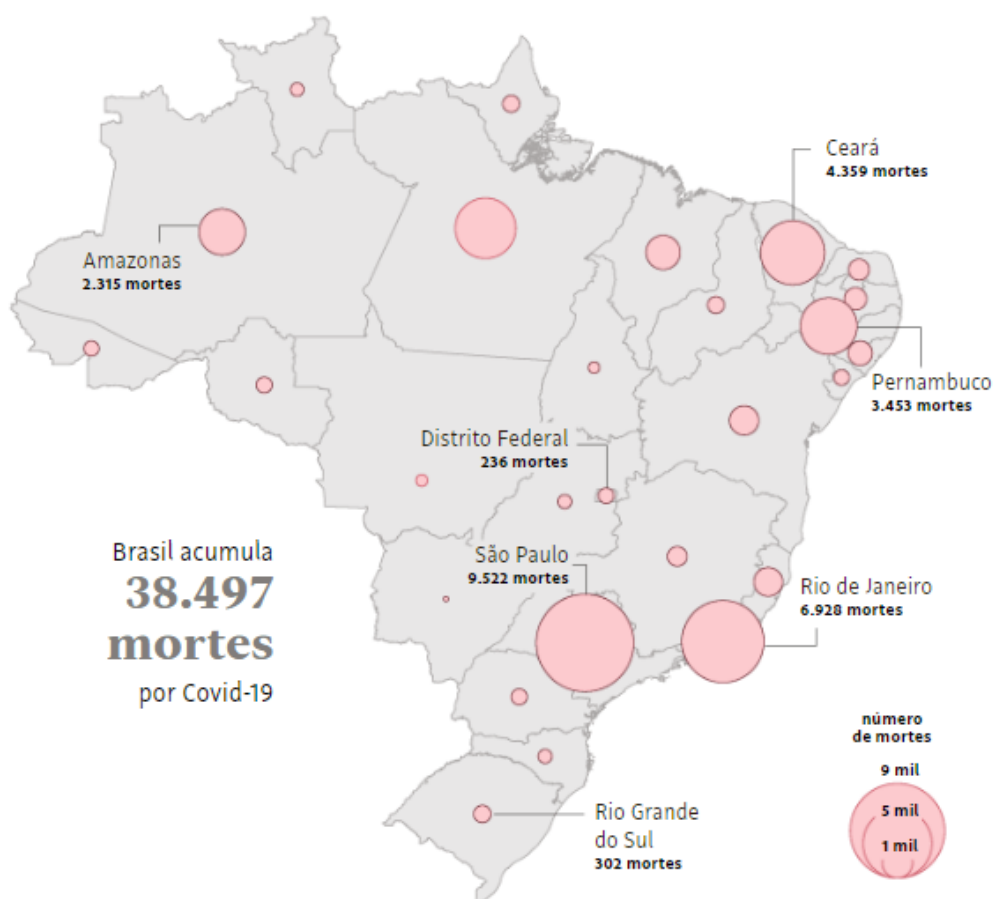 Ceará
4.359 mortes
Amazonas
2.315 mortes
Pernambuco
3.453 mortes
Distrito Federal
236 mortes
Brasil acumula
38.497
mortes
por Covid-19
São Paulo
9.522 mortes
Rio de Janeiro
6.928 mortes
número
de mortes
9 mil
5 mil
1 mil
Rio Grande
do Sul
302 mortes